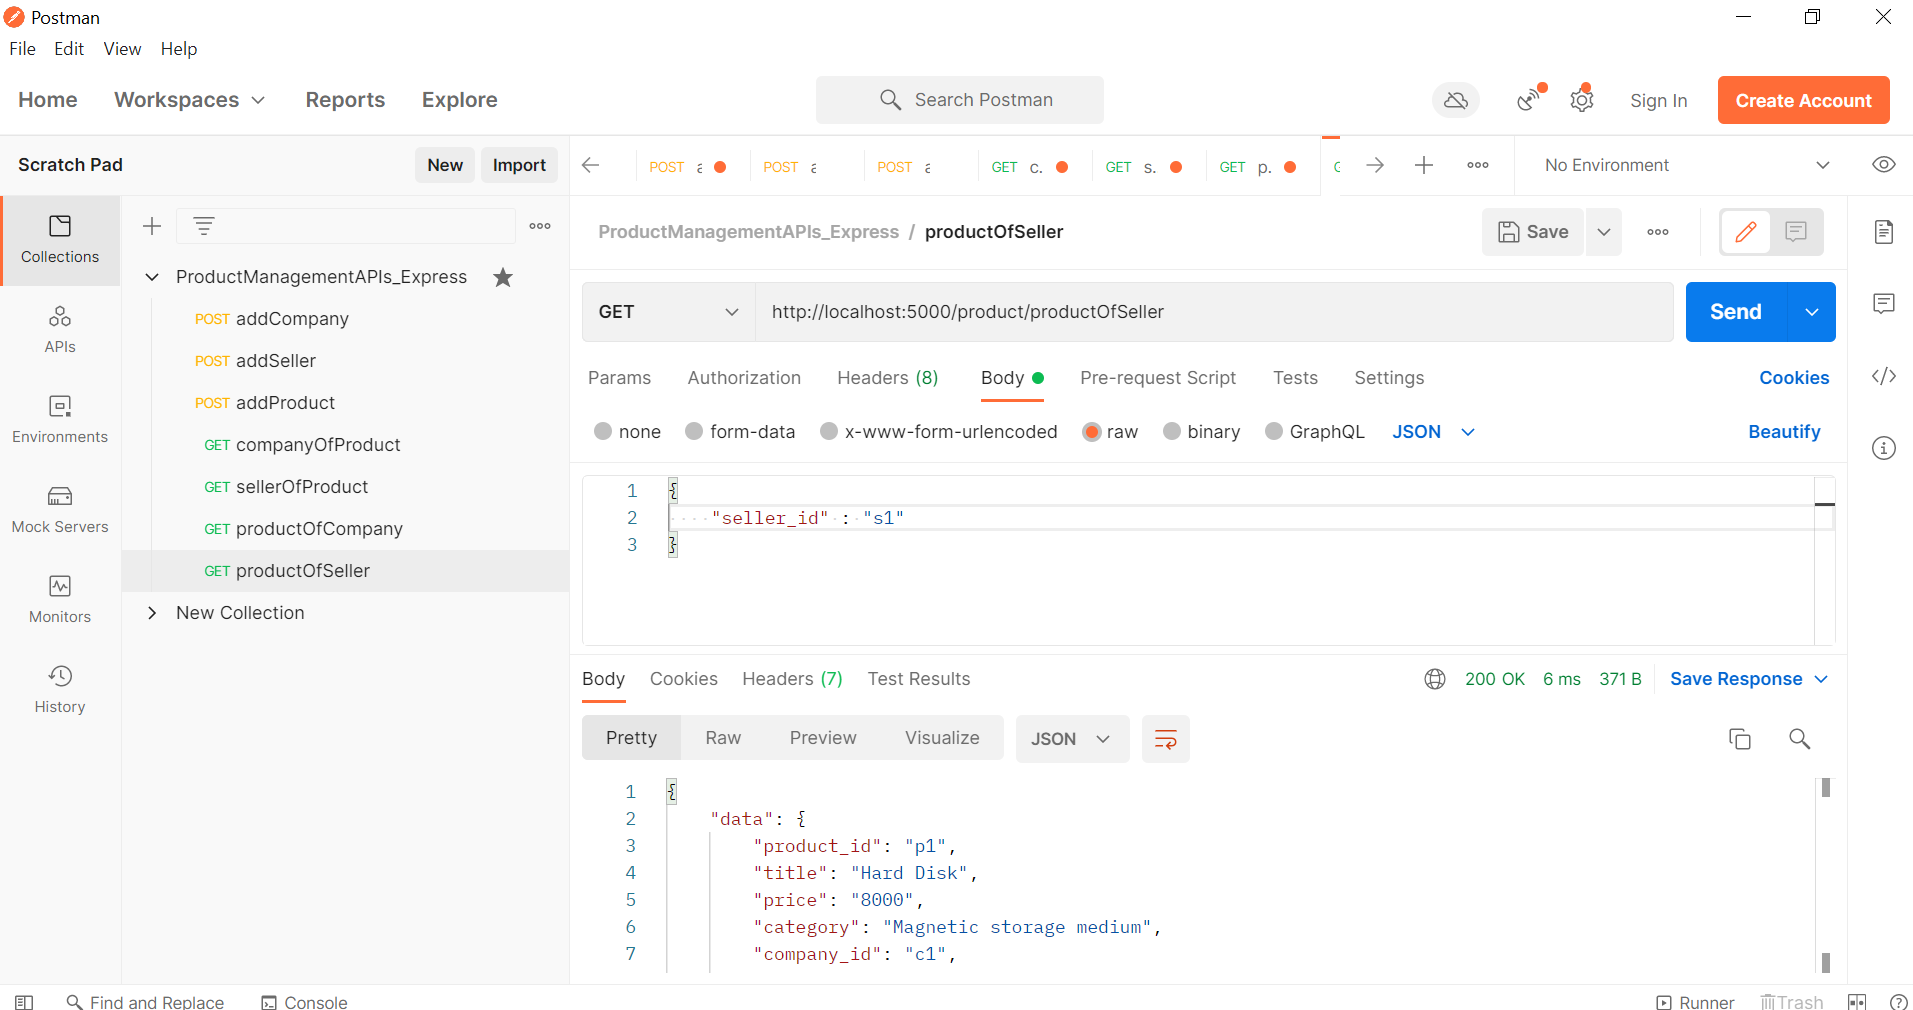 Postman
File Edit View Help
Home Workspaces Reports Explore Search Postman Sign In Create Account
Scratch Pad New Import POST POST POST GET c. GET s. GET p. No Environment
ProductManagementAPIs_Express / productOfSeller Save
Collections
ProductManagementAPIs_Express
GET http://localhost:5000/product/productOfSeller Send
POST addCompany
APIs
POST addSeller
Params Authorization Headers (8) Body Pre-request Script Tests Settings Cookies
POST addProduct
Environments
none form-data x-www-form-urlencoded raw binary GraphQL JSON Beautify
GET companyOfProduct
GET sellerOfProduct
1 {
Mock Servers
2 "seller_id" : "s1"
GET productOfCompany
3 }
GET productOfSeller
Monitors
New Collection
History
Body Cookies Headers (7) Test Results 200 OK 6 ms 371 B Save Response
Pretty Raw Preview Visualize JSON
1 {
2 "data": {
3 "product_id": "p1",
4 "title": "Hard Disk",
5 "price": "8000",
6 "category": "Magnetic storage medium",
7 "company_id": "c1",
Find and Replace Console Runner Trash